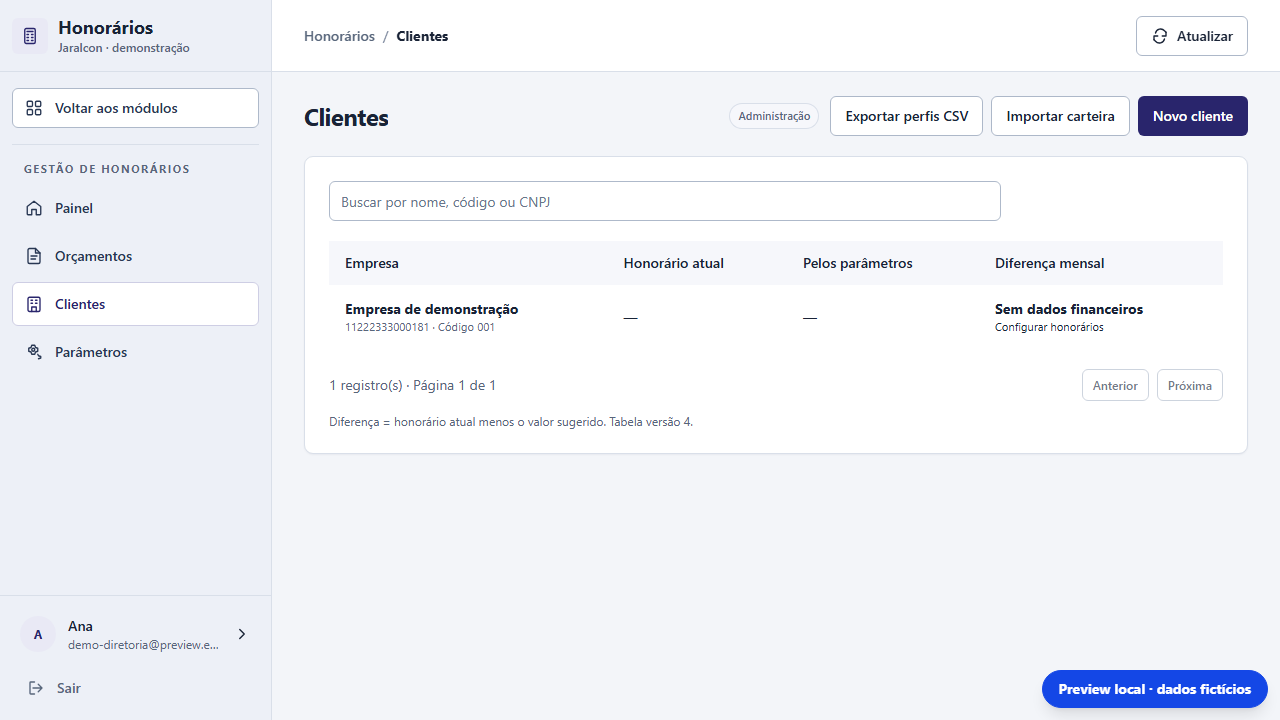 Honorários
Jaralcon · demonstração
Voltar aos módulos
GESTÃO DE HONORÁRIOS
Painel
Orçamentos
Clientes
Parâmetros
A
Ana
demo-diretoria@preview.e...
Sair
Honorários / Clientes
Atualizar
Clientes
Administração
Exportar perfis CSV
Importar carteira
Novo cliente
Buscar por nome, código ou CNPJ
Empresa Honorário atual Pelos parâmetros Diferença mensal
Empresa de demonstração — — Sem dados financeiros
11222333000181 · Código 001 Configurar honorários
1 registro(s) · Página 1 de 1
Anterior
Próxima
Diferença = honorário atual menos o valor sugerido. Tabela versão 4.
Preview local · dados fictícios